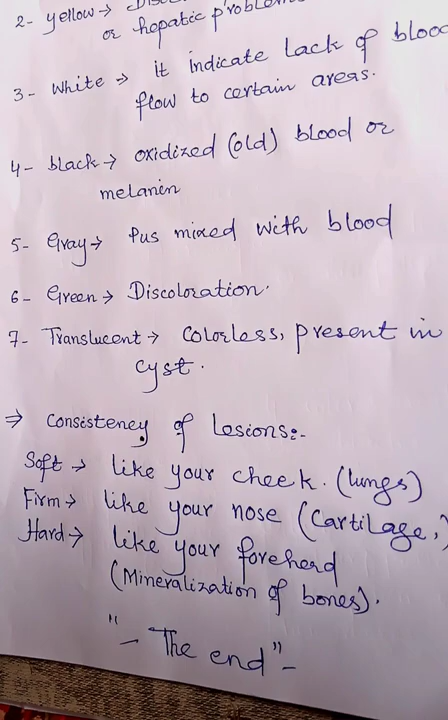 2- yellow →
or hepatic problems
3- White → it indicate Lack of blood
flow to certain areas.
4- black → oxidized (old) blood or
melanin
5- Gray → Pus mixed with blood
6- Green → Discoloration.
7- Translucent → Colorless, present in
cyst.
⇒ Consistency of Lesions:-
Soft → like your cheek. (lungs)
Firm → like your nose (Cartilage,)
Hard → like your forehead
(Mineralization of bones).
"- The end"-